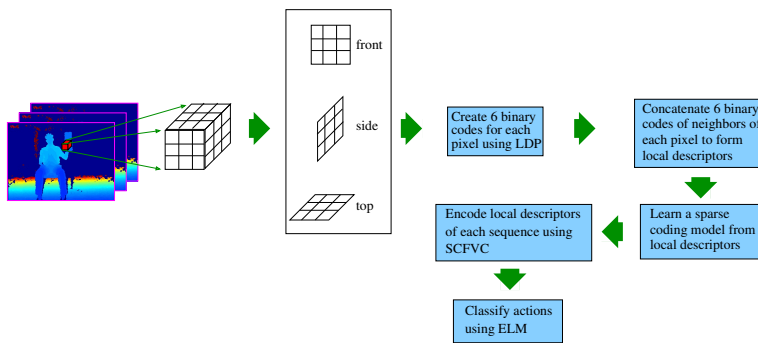 front
side
top
Create 6 binary
codes for each
pixel using LDP
Concatenate 6 binary
codes of neighbors of
each pixel to form
local descriptors
Learn a sparse
coding model from
local descriptors
Encode local descriptors
of each sequence using
SCFVC
Classify actions
using ELM